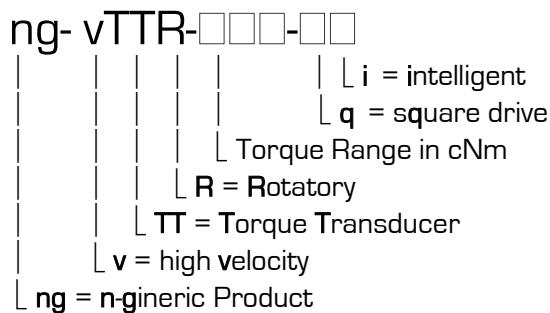 ng- vTTR-□□□-□□
i = intelligent
q = square drive
Torque Range in cNm
R = Rotatory
TT = Torque Transducer
v = high velocity
ng = n-gineric Product